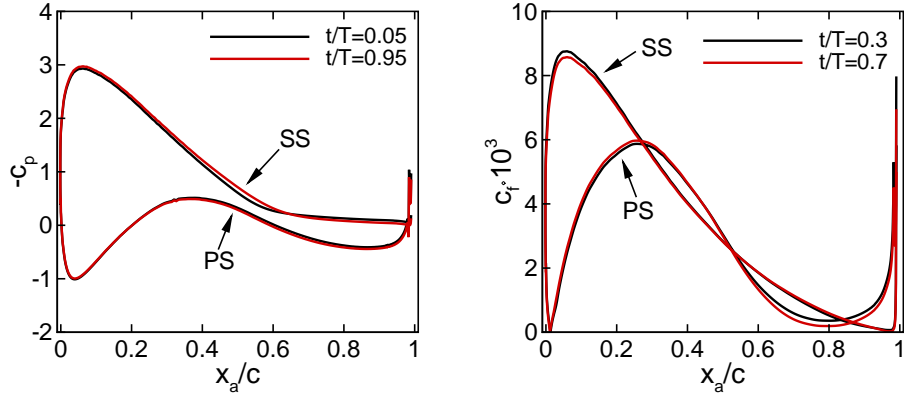 t/T=0.05
t/T=0.95
SS
PS
-c_p
3
2
1
0
-1
-2
0 0.2 0.4 0.6 0.8 1
x_a/c
t/T=0.3
t/T=0.7
SS
PS
c_f·10^3
10
8
6
4
2
0
0 0.2 0.4 0.6 0.8 1
x_a/c